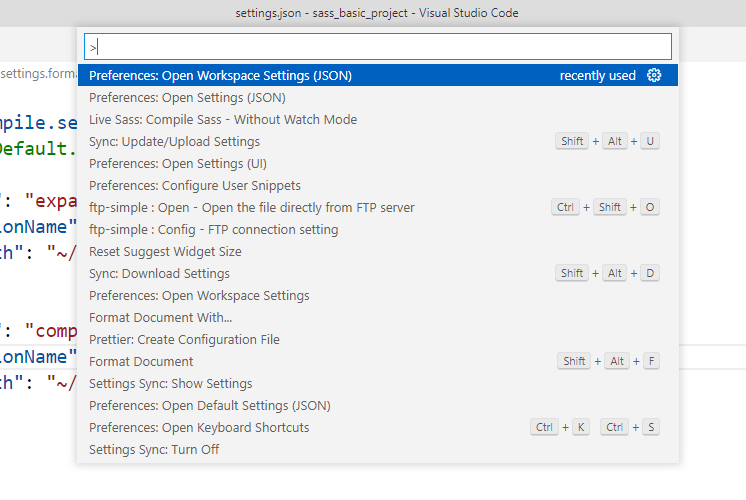 settings.json - sass_basic_project - Visual Studio Code
>
settings.forma
Preferences: Open Workspace Settings (JSON) recently used
Preferences: Open Settings (JSON)
Live Sass: Compile Sass - Without Watch Mode
mpile.se
Sync: Update/Upload Settings Shift + Alt + U
Default.
Preferences: Open Settings (UI)
Preferences: Configure User Snippets
": "expa
ftp-simple : Open - Open the file directly from FTP server Ctrl + Shift + O
ionName"
ftp-simple : Config - FTP connection setting
th": "~/
Reset Suggest Widget Size
Sync: Download Settings Shift + Alt + D
Preferences: Open Workspace Settings
Format Document With...
": "comp
Prettier: Create Configuration File
ionName"
Format Document Shift + Alt + F
th": "~/
Settings Sync: Show Settings
Preferences: Open Default Settings (JSON)
Preferences: Open Keyboard Shortcuts Ctrl + K Ctrl + S
Settings Sync: Turn Off